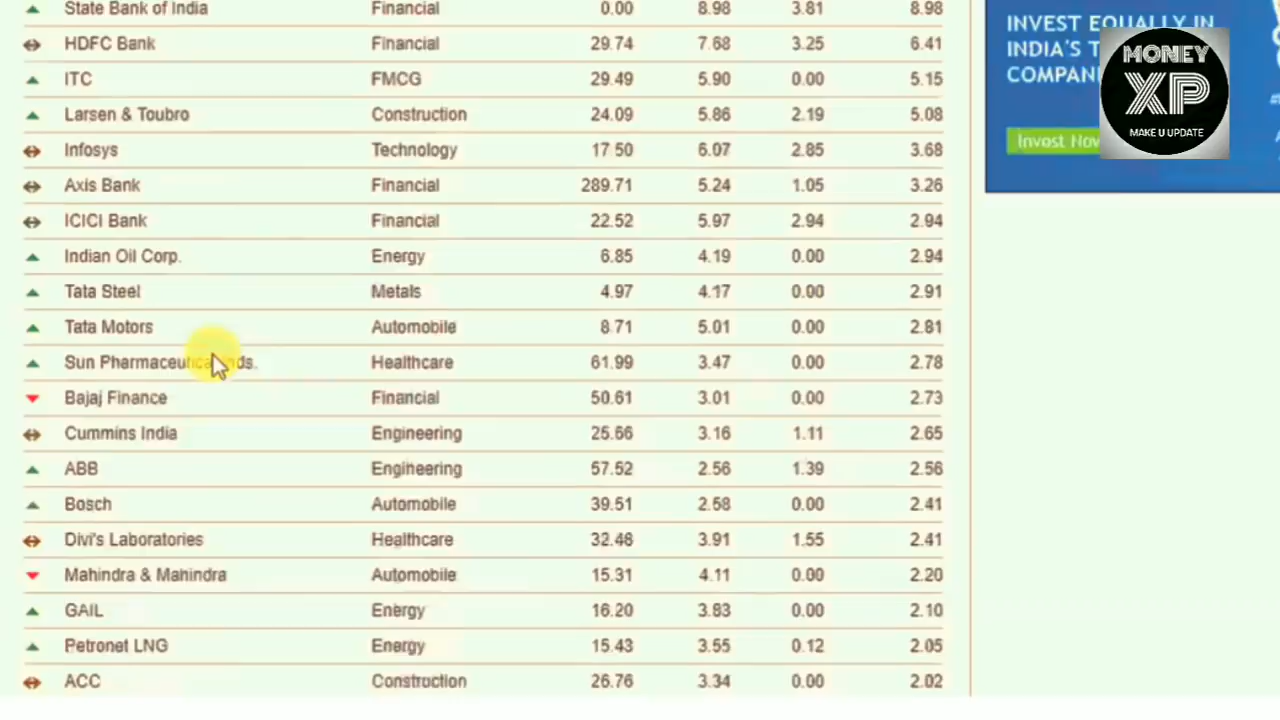 State Bank of India Financial 0.00 8.98 3.81 8.98
HDFC Bank Financial 29.74 7.68 3.25 6.41
ITC FMCG 29.49 5.90 0.00 5.15
Larsen & Toubro Construction 24.09 5.86 2.19 5.08
Infosys Technology 17.50 6.07 2.85 3.68
Axis Bank Financial 289.71 5.24 1.05 3.26
ICICI Bank Financial 22.52 5.97 2.94 2.94
Indian Oil Corp. Energy 6.85 4.19 0.00 2.94
Tata Steel Metals 4.97 4.17 0.00 2.91
Tata Motors Automobile 8.71 5.01 0.00 2.81
Sun Pharmaceutical Inds. Healthcare 61.99 3.47 0.00 2.78
Bajaj Finance Financial 50.61 3.01 0.00 2.73
Cummins India Engineering 25.66 3.16 1.11 2.65
ABB Engineering 57.52 2.56 1.39 2.56
Bosch Automobile 39.51 2.58 0.00 2.41
Divi's Laboratories Healthcare 32.46 3.91 1.55 2.41
Mahindra & Mahindra Automobile 15.31 4.11 0.00 2.20
GAIL Energy 16.20 3.83 0.00 2.10
Petronet LNG Energy 15.43 3.55 0.12 2.05
ACC Construction 26.76 3.34 0.00 2.02
INVEST EQUALLY IN
INDIA'S
COMPANI
Invest Now
MONEY
XP
MAKE U UPDATE